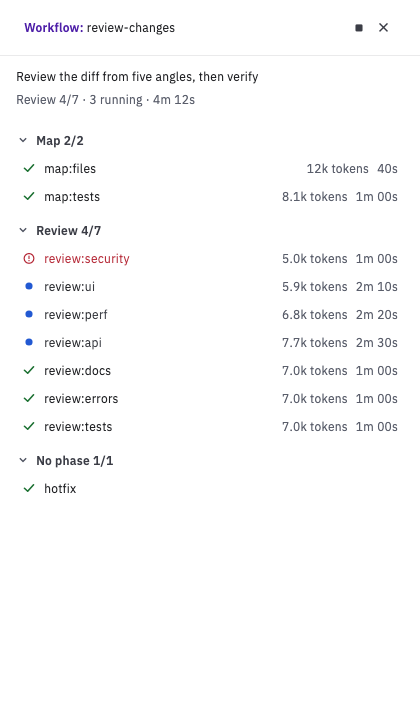 Workflow: review-changes
Review the diff from five angles, then verify
Review 4/7 · 3 running · 4m 12s
Map 2/2
map:files 12k tokens 40s
map:tests 8.1k tokens 1m 00s
Review 4/7
review:security 5.0k tokens 1m 00s
review:ui 5.9k tokens 2m 10s
review:perf 6.8k tokens 2m 20s
review:api 7.7k tokens 2m 30s
review:docs 7.0k tokens 1m 00s
review:errors 7.0k tokens 1m 00s
review:tests 7.0k tokens 1m 00s
No phase 1/1
hotfix